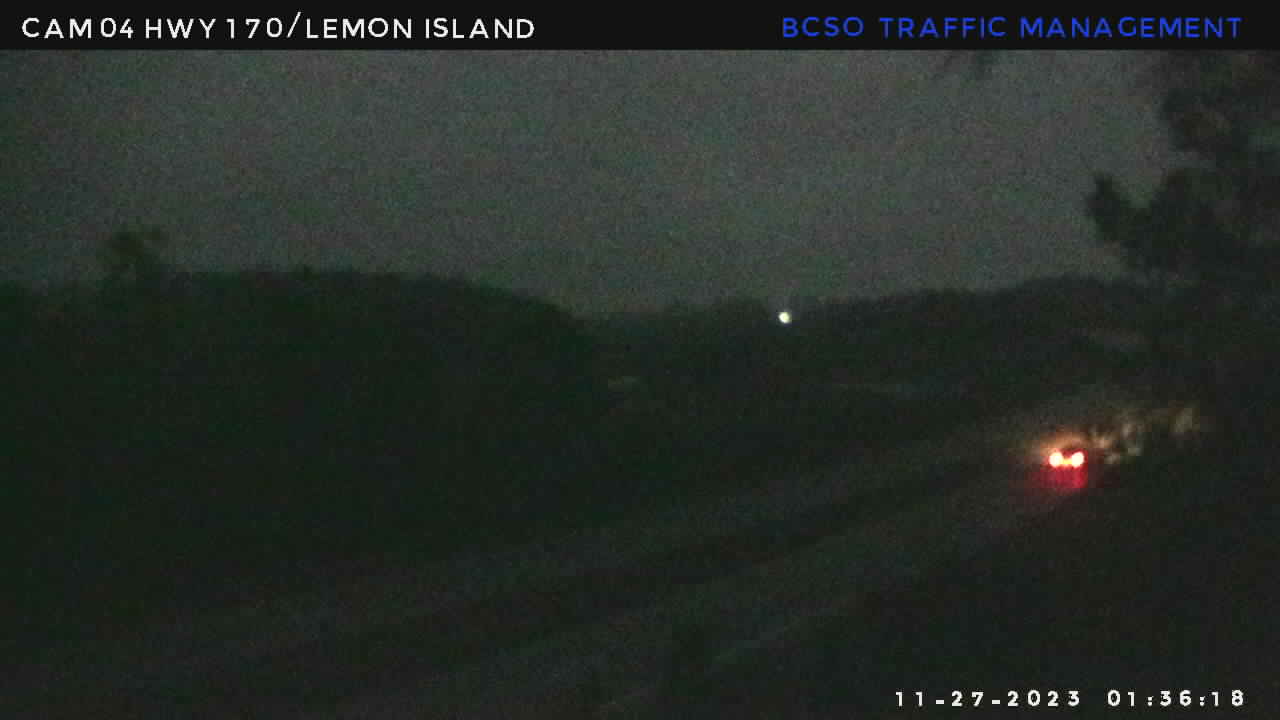 CAM04 HWY 170/LEMON ISLAND
BCSO TRAFFIC MANAGEMENT
11-27-2023 01:36:18